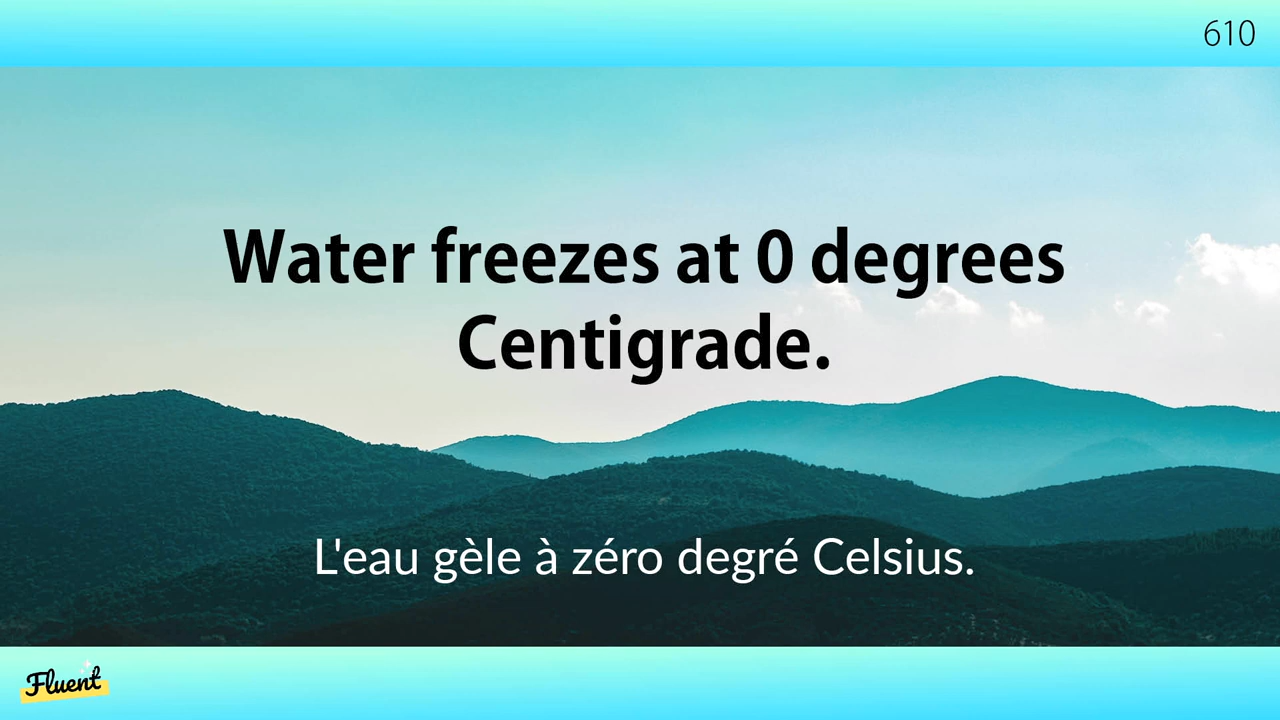 610
Water freezes at 0 degrees
Centigrade.
L'eau gèle à zéro degré Celsius.
Fluent